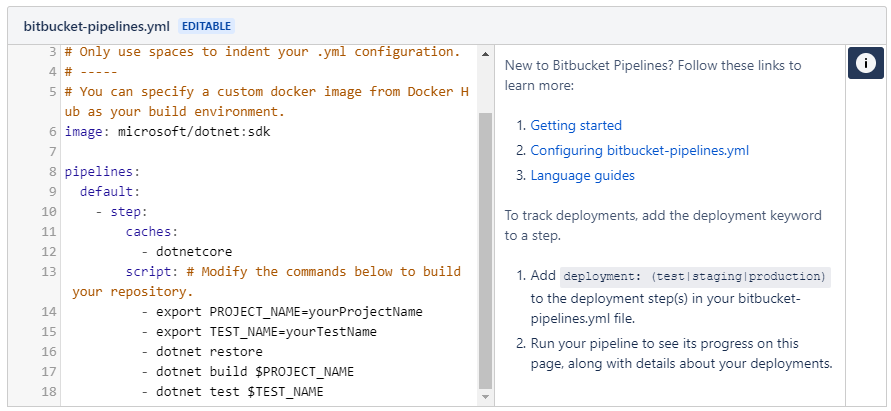 bitbucket-pipelines.yml EDITABLE
3 # Only use spaces to indent your .yml configuration.
4 # -----
5 # You can specify a custom docker image from Docker H
ub as your build environment.
6 image: microsoft/dotnet:sdk
7
8 pipelines:
9 default:
10 - step:
11 caches:
12 - dotnetcore
13 script: # Modify the commands below to build
your repository.
14 - export PROJECT_NAME=yourProjectName
15 - export TEST_NAME=yourTestName
16 - dotnet restore
17 - dotnet build $PROJECT_NAME
18 - dotnet test $TEST_NAME
New to Bitbucket Pipelines? Follow these links to
learn more:
1. Getting started
2. Configuring bitbucket-pipelines.yml
3. Language guides
To track deployments, add the deployment keyword
to a step.
1. Add deployment: (test|staging|production)
to the deployment step(s) in your bitbucket-
pipelines.yml file.
2. Run your pipeline to see its progress on this
page, along with details about your deployments.
i